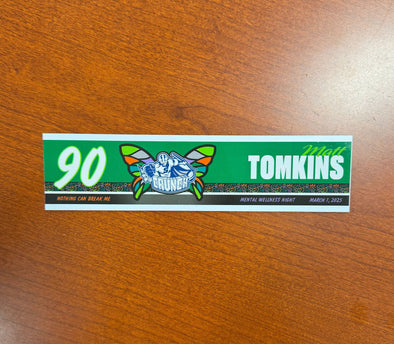 90
CRUNCH
Matt
TOMKINS
NOTHING CAN BREAK ME
MENTAL WELLNESS NIGHT MARCH 1, 2025